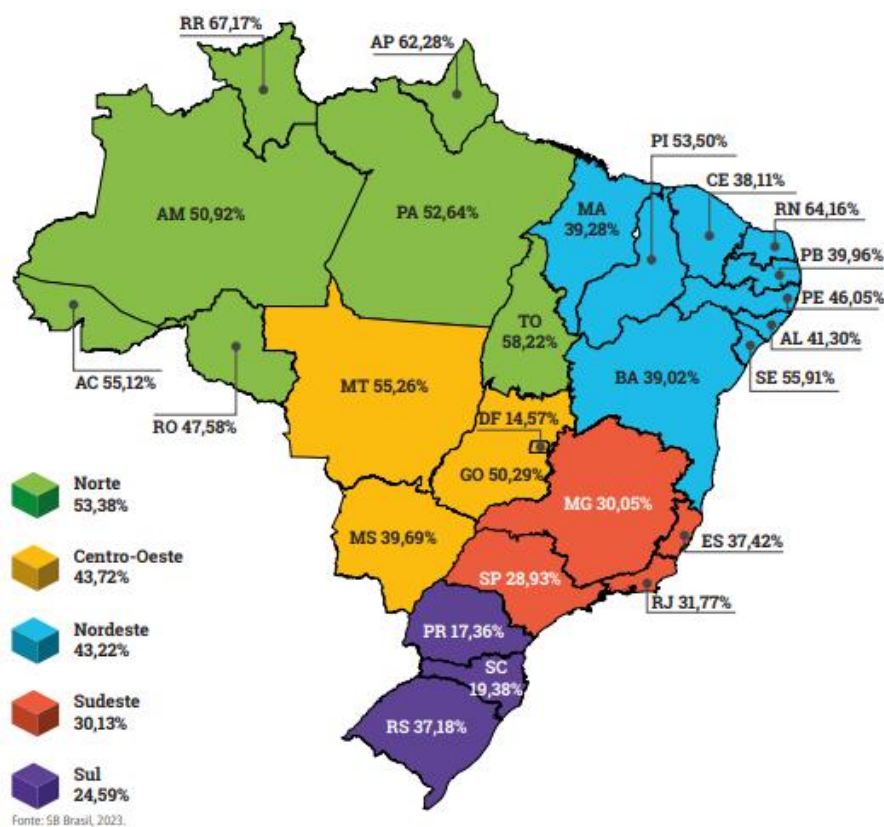 RR 67,17%
AP 62,28%
PI 53,50%
CE 38,11%
RN 64,16%
AM 50,92%
PA 52,64%
MA
39,28%
PB 39,96%
PE 46,05%
TO
58,22%
AL 41,30%
AC 55,12%
MT 55,26%
BA 39,02%
SE 55,91%
RO 47,58%
DF 14,57%
GO 50,29%
MG 30,05%
MS 39,69%
ES 37,42%
SP 28,93%
RJ 31,77%
PR 17,36%
SC
19,38%
RS 37,18%
Norte
53,38%
Centro-Oeste
43,72%
Nordeste
43,22%
Sudeste
30,13%
Sul
24,59%
Fonte: SB Brasil, 2023.